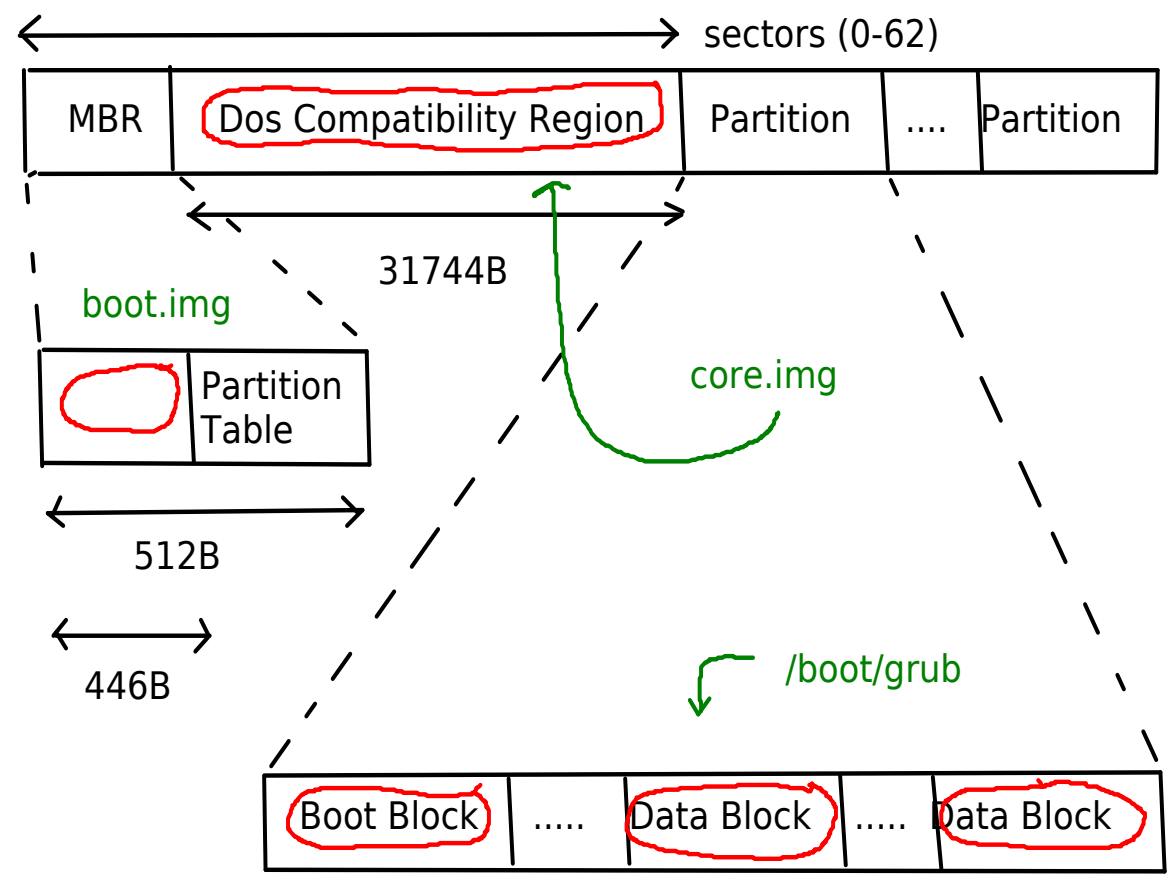 sectors (0-62)
MBR
Dos Compatibility Region
Partition
....
Partition
31744B
boot.img
core.img
Partition
Table
512B
446B
/boot/grub
Boot Block
.....
Data Block
.....
Data Block